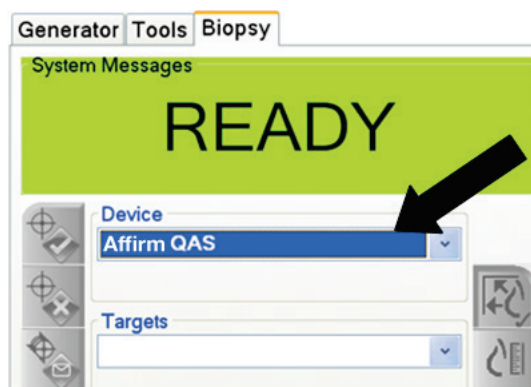 Generator Tools Biopsy
System Messages
READY
Device
Affirm QAS
Targets